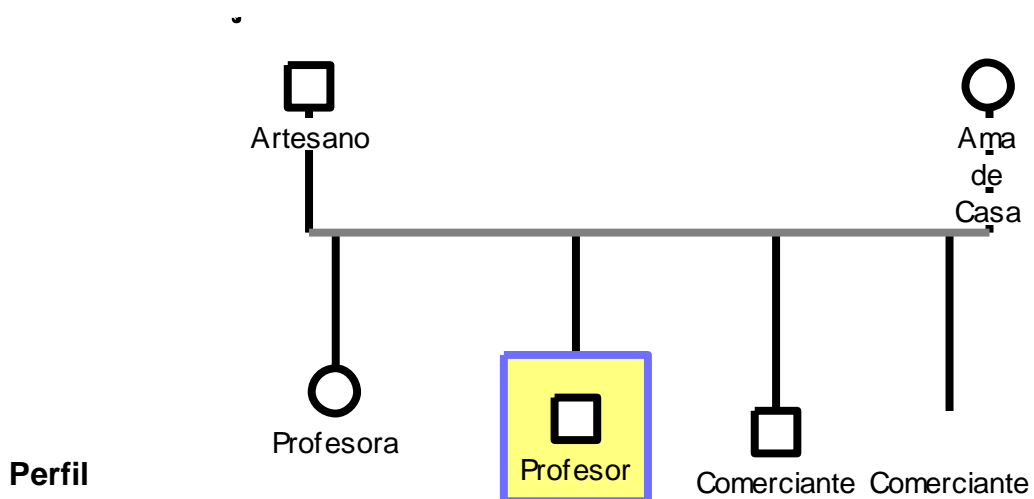 Artesano
Ama
de
Casa
Profesora
Profesor
Comerciante
Comerciante
Perfil